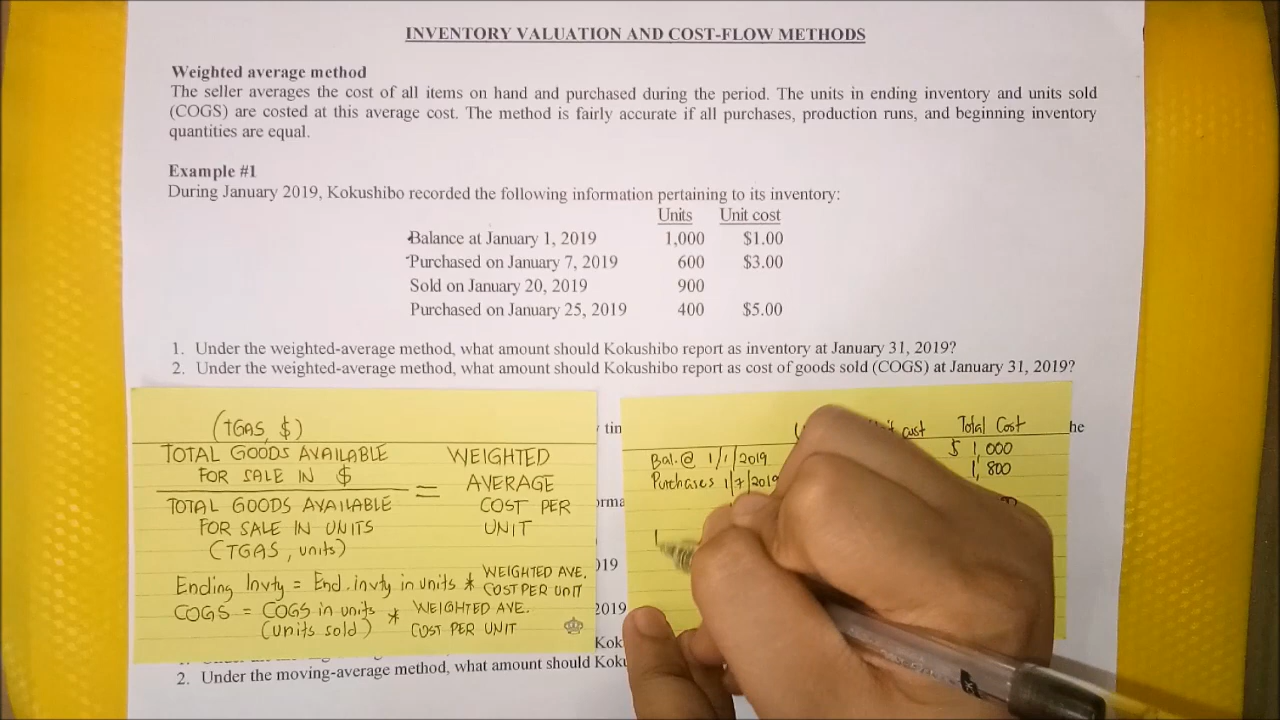 INVENTORY VALUATION AND COST-FLOW METHODS
Weighted average method
The seller averages the cost of all items on hand and purchased during the period. The units in ending inventory and units sold
(COGS) are costed at this average cost. The method is fairly accurate if all purchases, production runs, and beginning inventory
quantities are equal.
Example #1
During January 2019, Kokushibo recorded the following information pertaining to its inventory:
Units Unit cost
Balance at January 1, 2019 1,000 $1.00
Purchased on January 7, 2019 600 $3.00
Sold on January 20, 2019 900
Purchased on January 25, 2019 400 $5.00
1. Under the weighted-average method, what amount should Kokushibo report as inventory at January 31, 2019?
2. Under the weighted-average method, what amount should Kokushibo report as cost of goods sold (COGS) at January 31, 2019?
(TGAS, $)
TOTAL GOODS AVAILABLE
FOR SALE IN $
TOTAL GOODS AVAILABLE
FOR SALE IN UNITS
(TGAS, units)
= WEIGHTED
AVERAGE
COST PER
UNIT
Ending Invty = End. invty in units * WEIGHTED AVE.
COST PER UNIT
COGS = COGS in units * WEIGHTED AVE.
(units sold) COST PER UNIT
tin
he
cost Total Cost
Bal. @ 1/1/2019 $ 1,000
Purchases 1/7/2019 1,800
orma
019
2019
Kok
2. Under the moving-average method, what amount should Koku